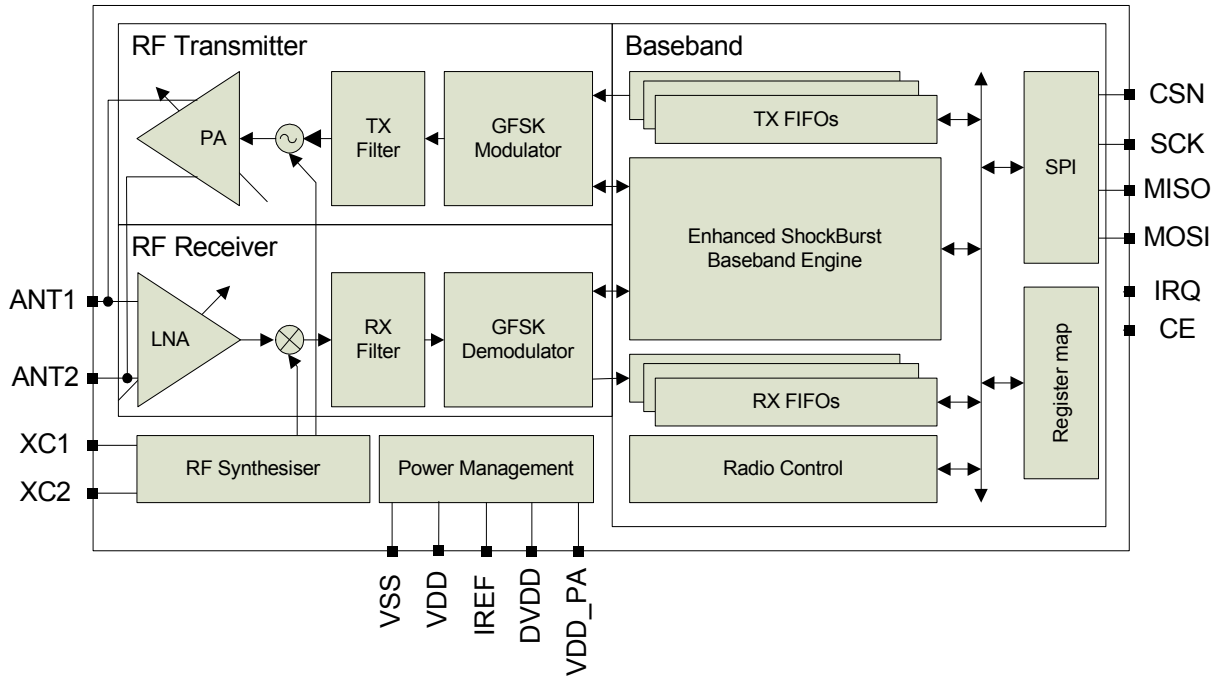 RF Transmitter
PA
TX
Filter
GFSK
Modulator
RF Receiver
LNA
RX
Filter
GFSK
Demodulator
RF Synthesiser
Power Management
Baseband
TX FIFOs
Enhanced ShockBurst
Baseband Engine
RX FIFOs
Radio Control
SPI
Register map
ANT1
ANT2
XC1
XC2
CSN
SCK
MISO
MOSI
IRQ
CE
VSS
VDD
IREF
DVDD
VDD_PA